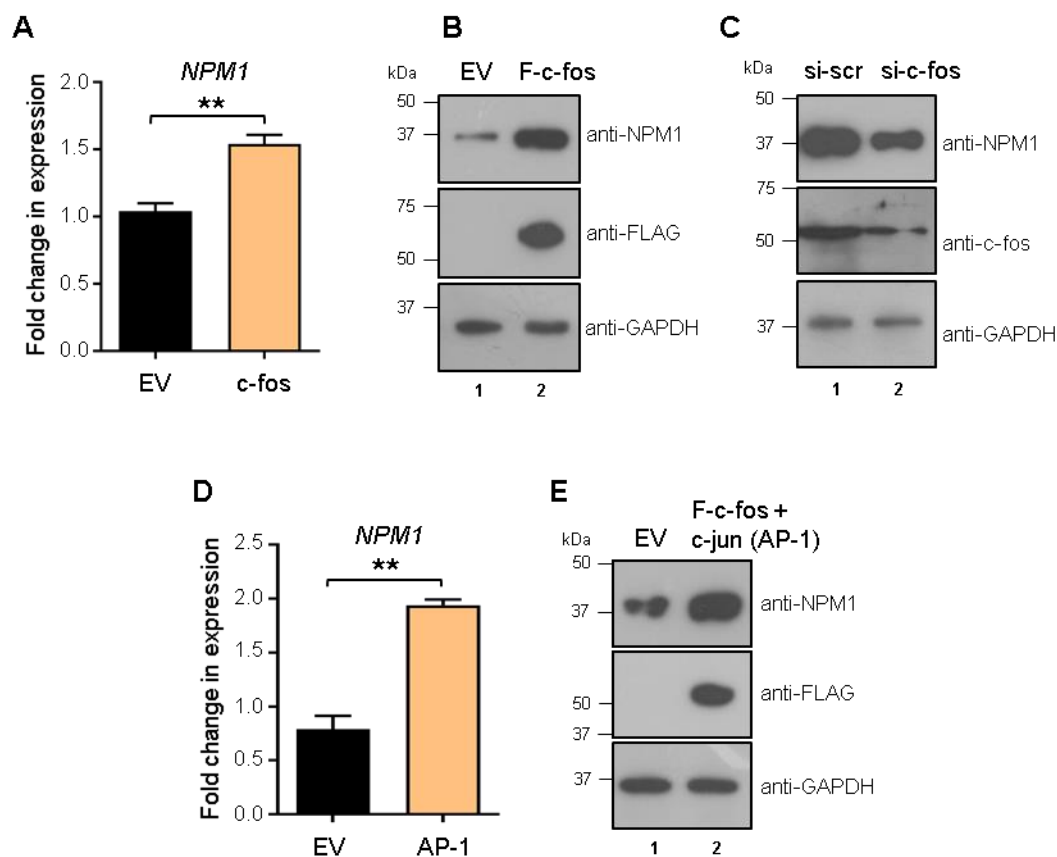 A
NPM1
**
Fold change in expression
2.0
1.5
1.0
0.5
0.0
EV
c-fos
B
kDa
EV
F-c-fos
50
37
anti-NPM1
75
50
anti-FLAG
37
anti-GAPDH
1
2
C
kDa
si-scr
si-c-fos
50
37
anti-NPM1
75
50
anti-c-fos
37
anti-GAPDH
1
2
D
NPM1
**
Fold change in expression
2.5
2.0
1.5
1.0
0.5
0.0
EV
AP-1
E
kDa
EV
F-c-fos +
c-jun (AP-1)
50
37
anti-NPM1
50
37
anti-FLAG
37
anti-GAPDH
1
2